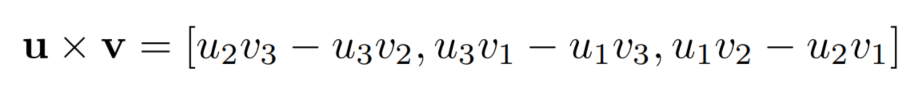 u × v = [u₂v₃ − u₃v₂, u₃v₁ − u₁v₃, u₁v₂ − u₂v₁]